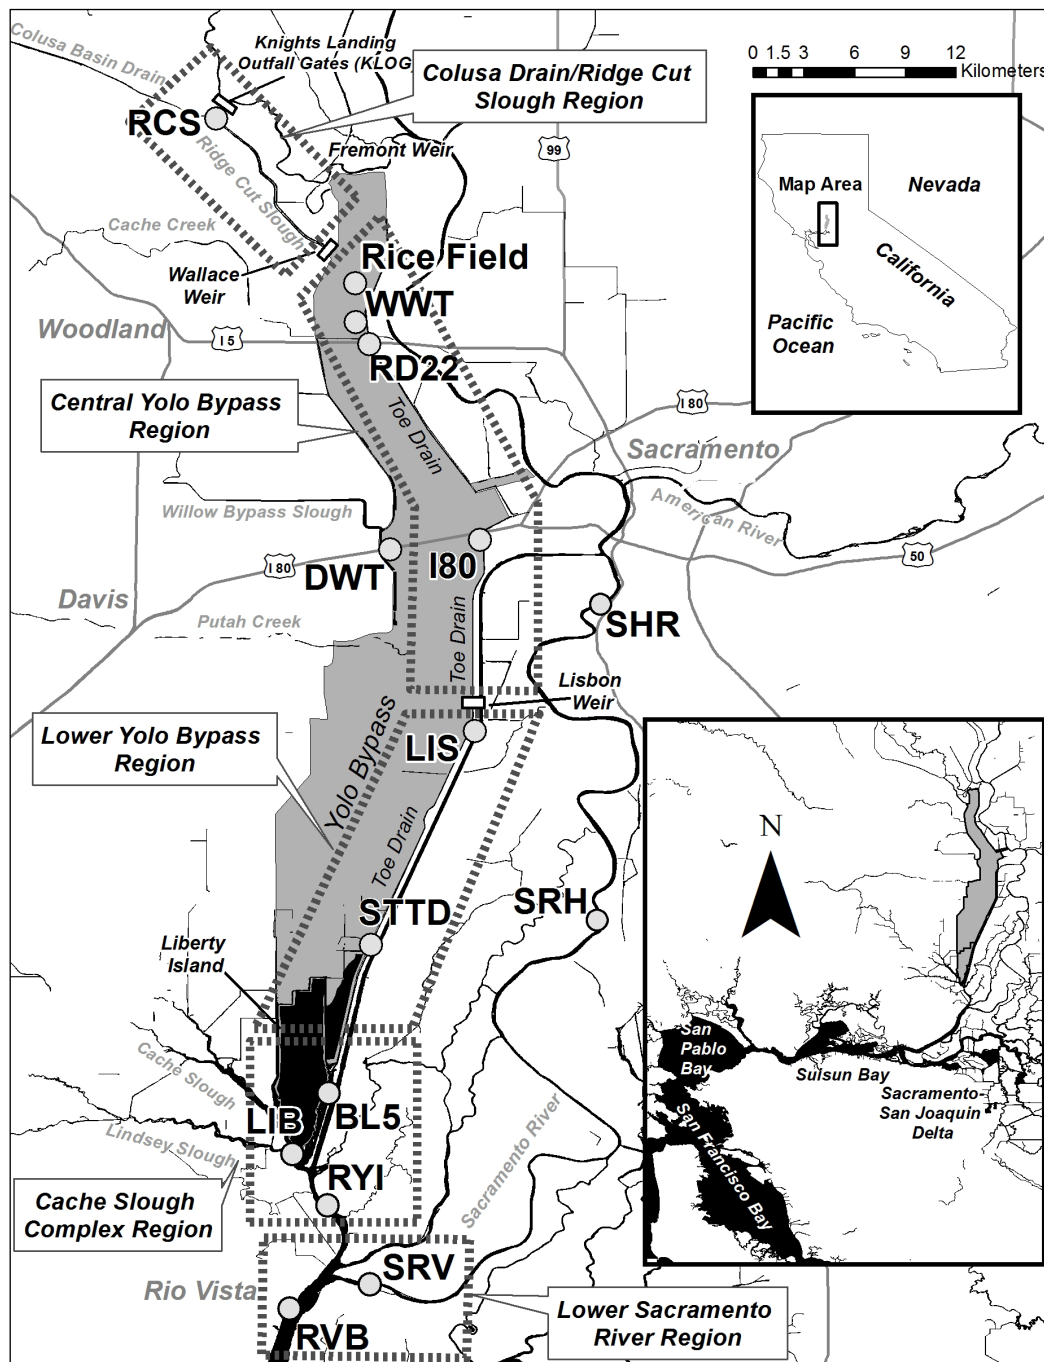 Colusa Basin Drain
Knights Landing
Outfall Gates (KLOG
Colusa Drain/Ridge Cut
Slough Region
0 1.5 3 6 9 12
Kilometers
RCS
Ridge Cut Slough
Fremont Weir
99
Map Area
Nevada
California
Pacific
Ocean
Cache Creek
Wallace
Weir
Rice Field
WWT
Woodland
I 5
RD22
Central Yolo Bypass
Region
Toe Drain
I 80
Sacramento
American River
Willow Bypass Slough
I 80
DWT
I80
50
Davis
Putah Creek
Toe Drain
SHR
Lisbon
Weir
Lower Yolo Bypass
Region
Yolo Bypass
LIS
Toe Drain
N
STTD
SRH
Liberty
Island
Cache Slough
LIB
BL5
Lindsey Slough
RYI
Sacramento River
Cache Slough
Complex Region
San
Pablo
Bay
Suisun Bay
Sacramento-
San Joaquin
Delta
San Francisco Bay
SRV
Rio Vista
RVB
Lower Sacramento
River Region